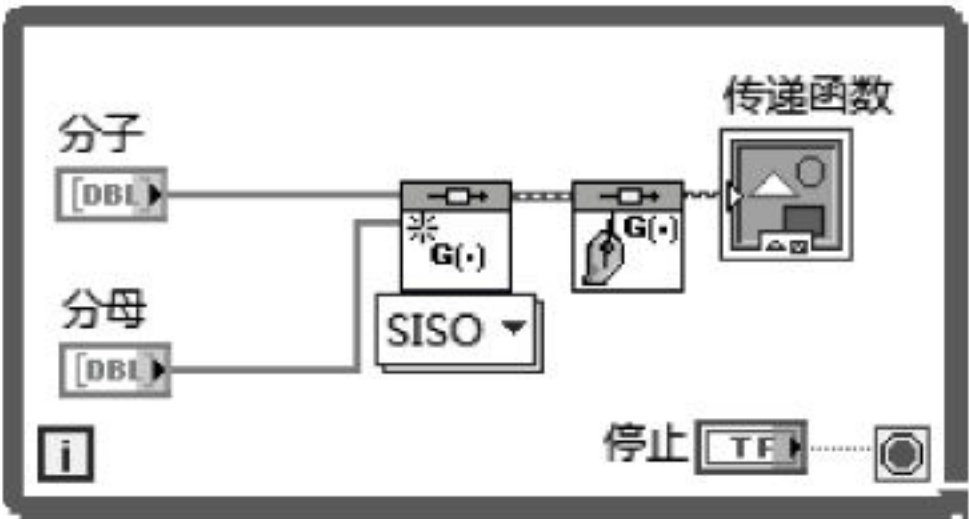 传递函数
分子
[DBL]
G(·)
G(·)
分母
[DBL]
SISO
i
停止
TF